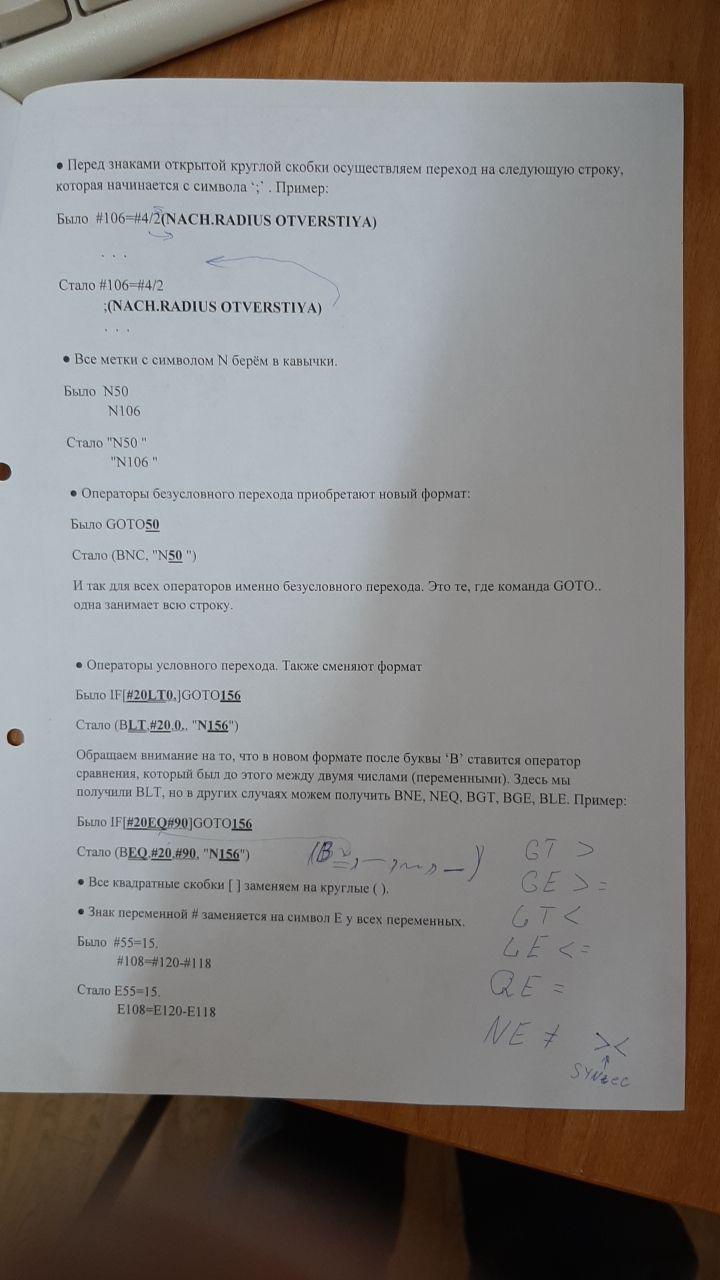 ● Перед знаками открытой круглой скобки осуществляем переход на следующую строку,
которая начинается с символа ‘;’ . Пример:
Было #106=#4/2(NACH.RADIUS OTVERSTIYA)
. . .
Стало #106=#4/2
;(NACH.RADIUS OTVERSTIYA)
. . .
● Все метки с символом N берём в кавычки.
Было N50
N106
Стало "N50 "
"N106 "
● Операторы безусловного перехода приобретают новый формат:
Было GOTO50
Стало (BNC, "N50 ")
И так для всех операторов именно безусловного перехода. Это те, где команда GOTO..
одна занимает всю строку.
● Операторы условного перехода. Также сменяют формат
Было IF[#20LT0.]GOTO156
Стало (BLT,#20,0., "N156")
Обращаем внимание на то, что в новом формате после буквы ‘B’ ставится оператор
сравнения, который был до этого между двумя числами (переменными). Здесь мы
получили BLT, но в других случаях можем получить BNE, NEQ, BGT, BGE, BLE. Пример:
Было IF[#20EQ#90]GOTO156
Стало (BEQ,#20,#90, "N156")
● Все квадратные скобки [ ] заменяем на круглые ( ).
● Знак переменной # заменяется на символ E у всех переменных.
Было #55=15.
#108=#120-#118
Стало E55=15.
E108=E120-E118
GT >
GE > =
GT <
LE < =
QE =
NE ≠ ><